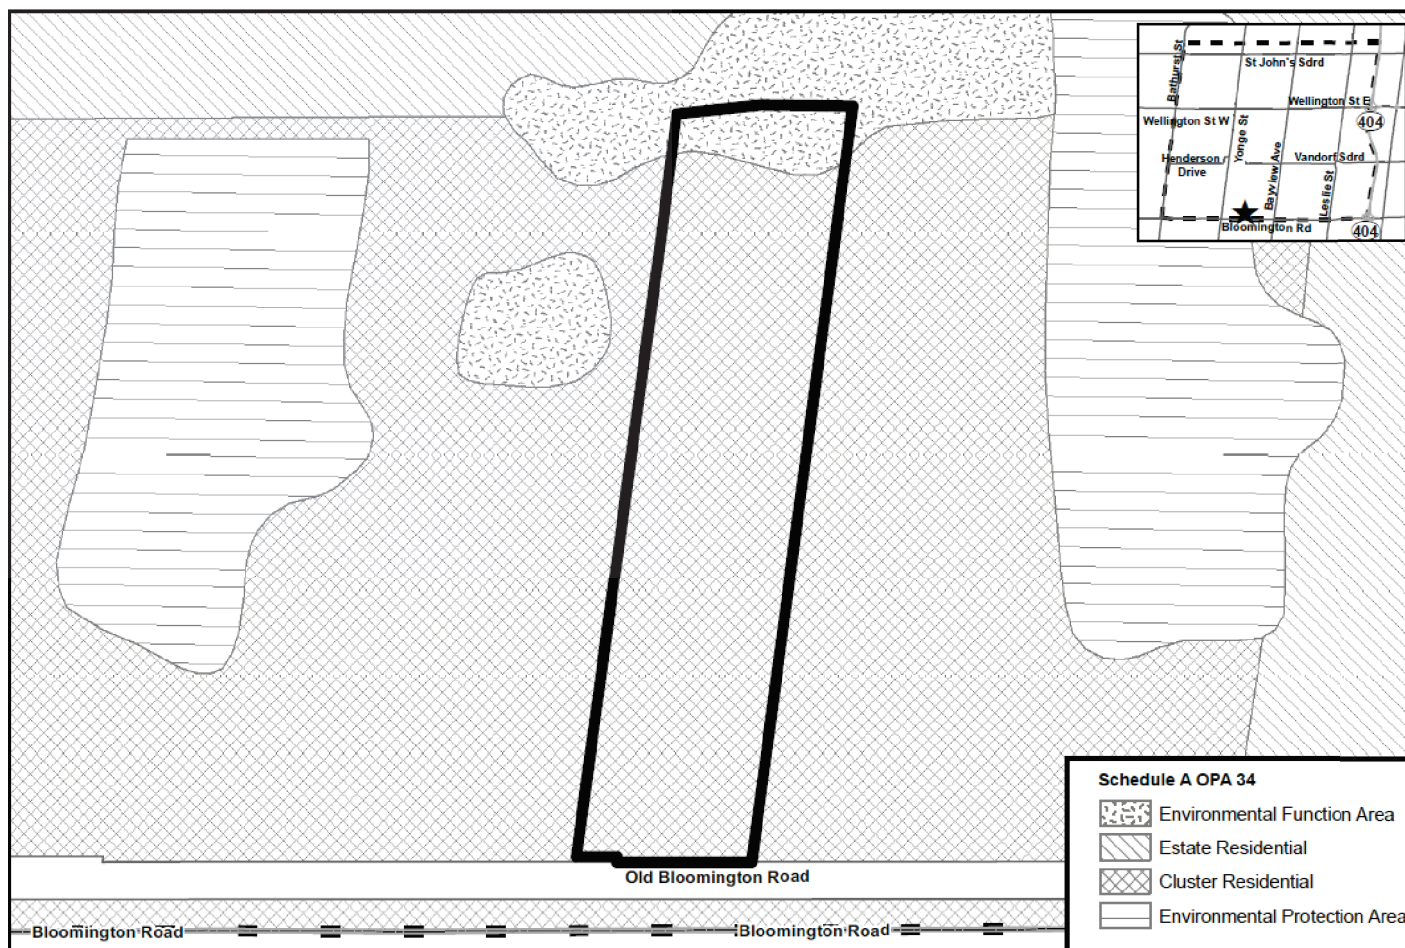 Bathurst St
St John's Sdrd
Wellington St E
404
Wellington St W
Yonge St
Henderson
Drive
Bayview Ave
Vandorf Sdrd
Leslie St
Bloomington Rd
404
Schedule A OPA 34
Environmental Function Area
Estate Residential
Cluster Residential
Environmental Protection Area
Old Bloomington Road
Bloomington Road
Bloomington Road